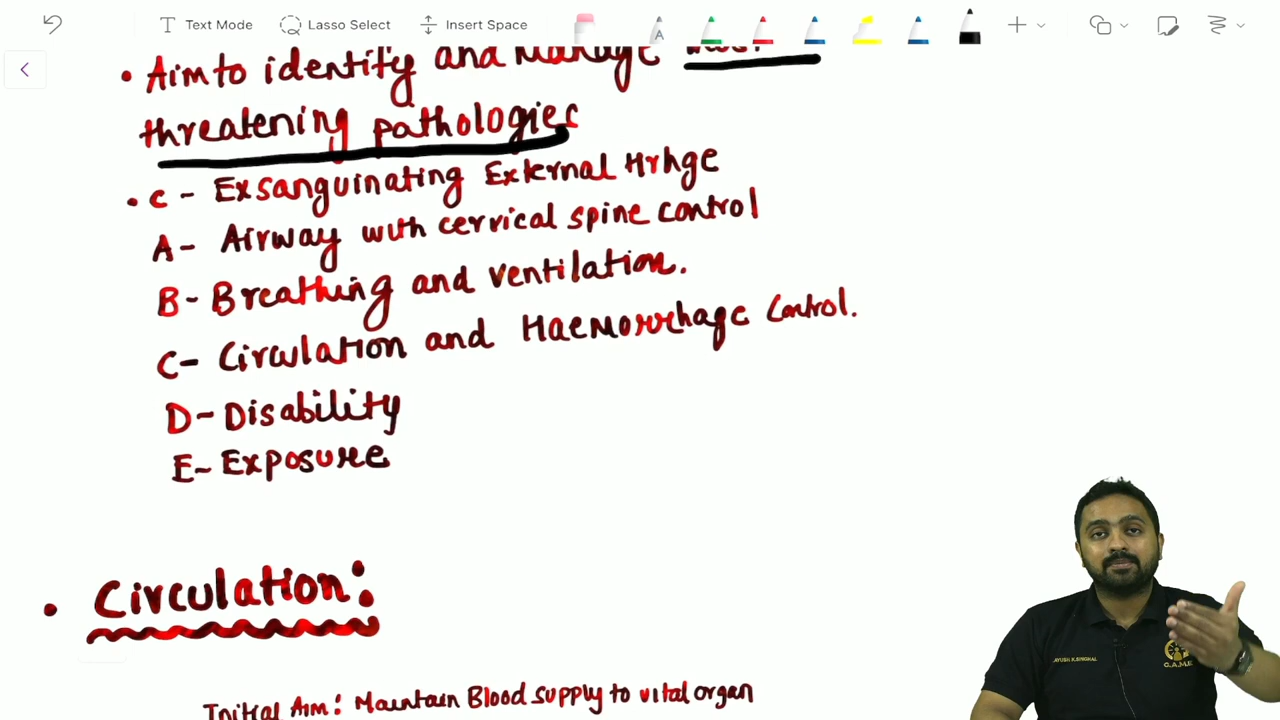 Text Mode
Lasso Select
Insert Space
A
• Aim to identify and Manage
threatening pathologies
• C - Exsanguinating External Hrhge
A - Airway with cervical spine control
B - Breathing and ventilation.
C - Circulation and Haemorrhage Control.
D - Disability
E - Exposure
• Circulation:
Initial Aim: Maintain Blood supply to vital organ
AYUSH K.SINGHAL